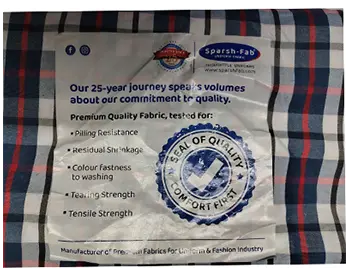 Sparsh-Fab
Our 25-year journey speaks volumes
about our commitment to quality.
Premium Quality Fabric, tested for:
• Piling Resistance
• Residual Shrinkage
• Colour fastness
to washing
• Tearing Strength
• Tensile Strength
SEAL OF QUALITY
COMFORT FIRST
Manufacturer of Premium Fabrics For Uniform & Fashion Industry